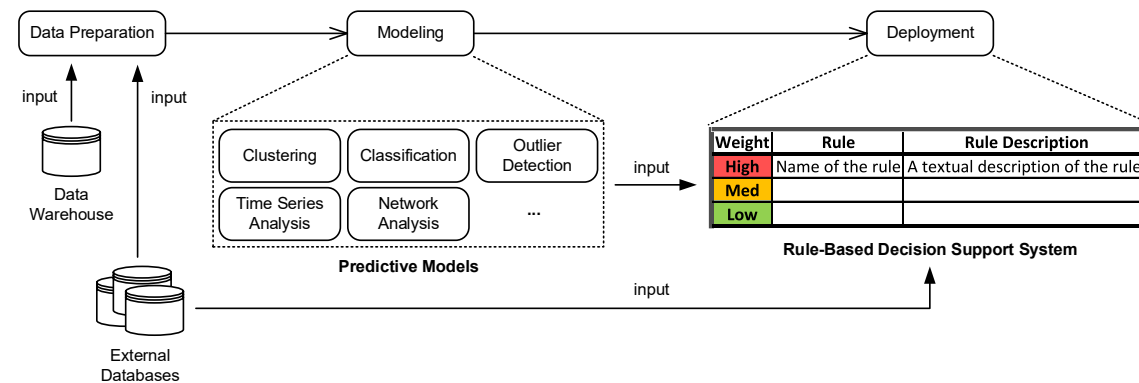 Data Preparation
Modeling
Deployment
input
input
Data
Warehouse
Clustering
Classification
Outlier
Detection
Time Series
Analysis
Network
Analysis
...
Predictive Models
input
Weight Rule Rule Description
High Name of the rule A textual description of the rule
Med
Low
Rule-Based Decision Support System
input
External
Databases